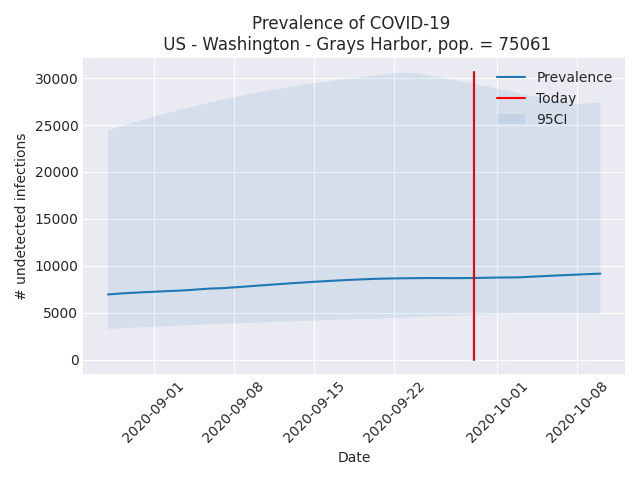 Prevalence of COVID-19
US - Washington - Grays Harbor, pop. = 75061
30000
25000
20000
15000
10000
5000
0
# undetected infections
Prevalence
Today
95CI
2020-09-01
2020-09-08
2020-09-15
2020-09-22
2020-10-01
2020-10-08
Date